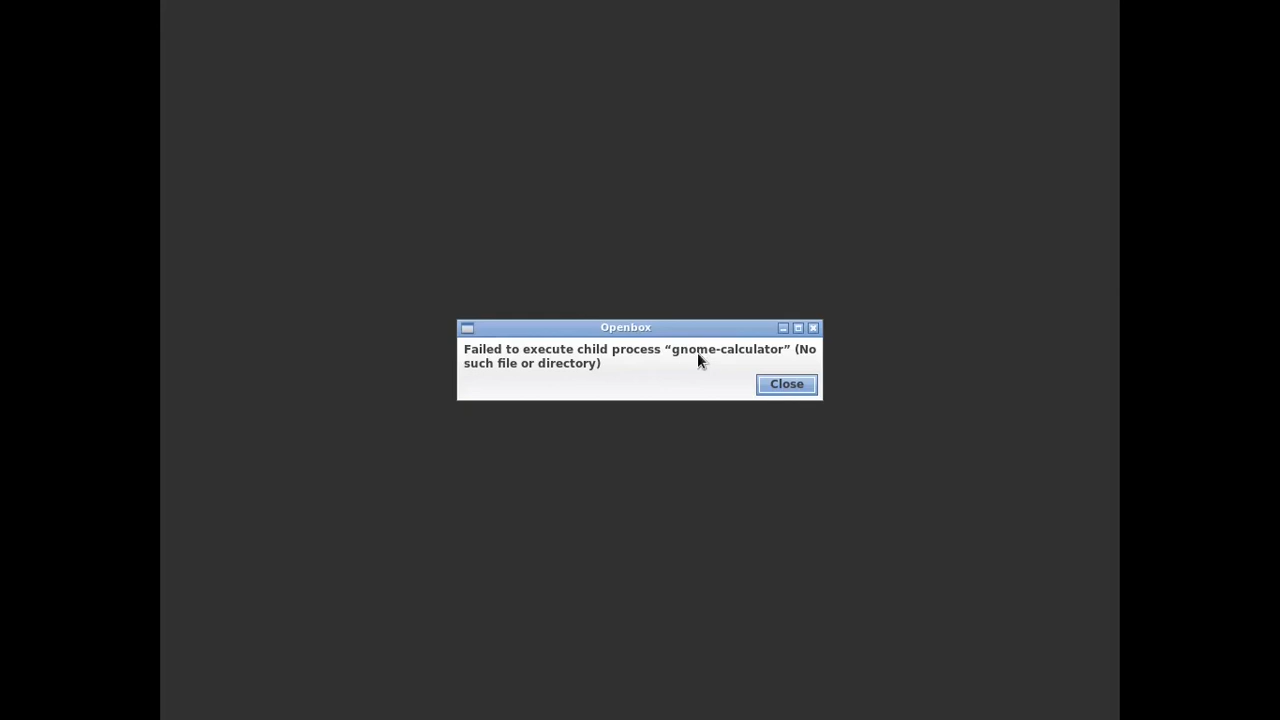 Openbox
Failed to execute child process “gnome-calculator” (No
such file or directory)
Close